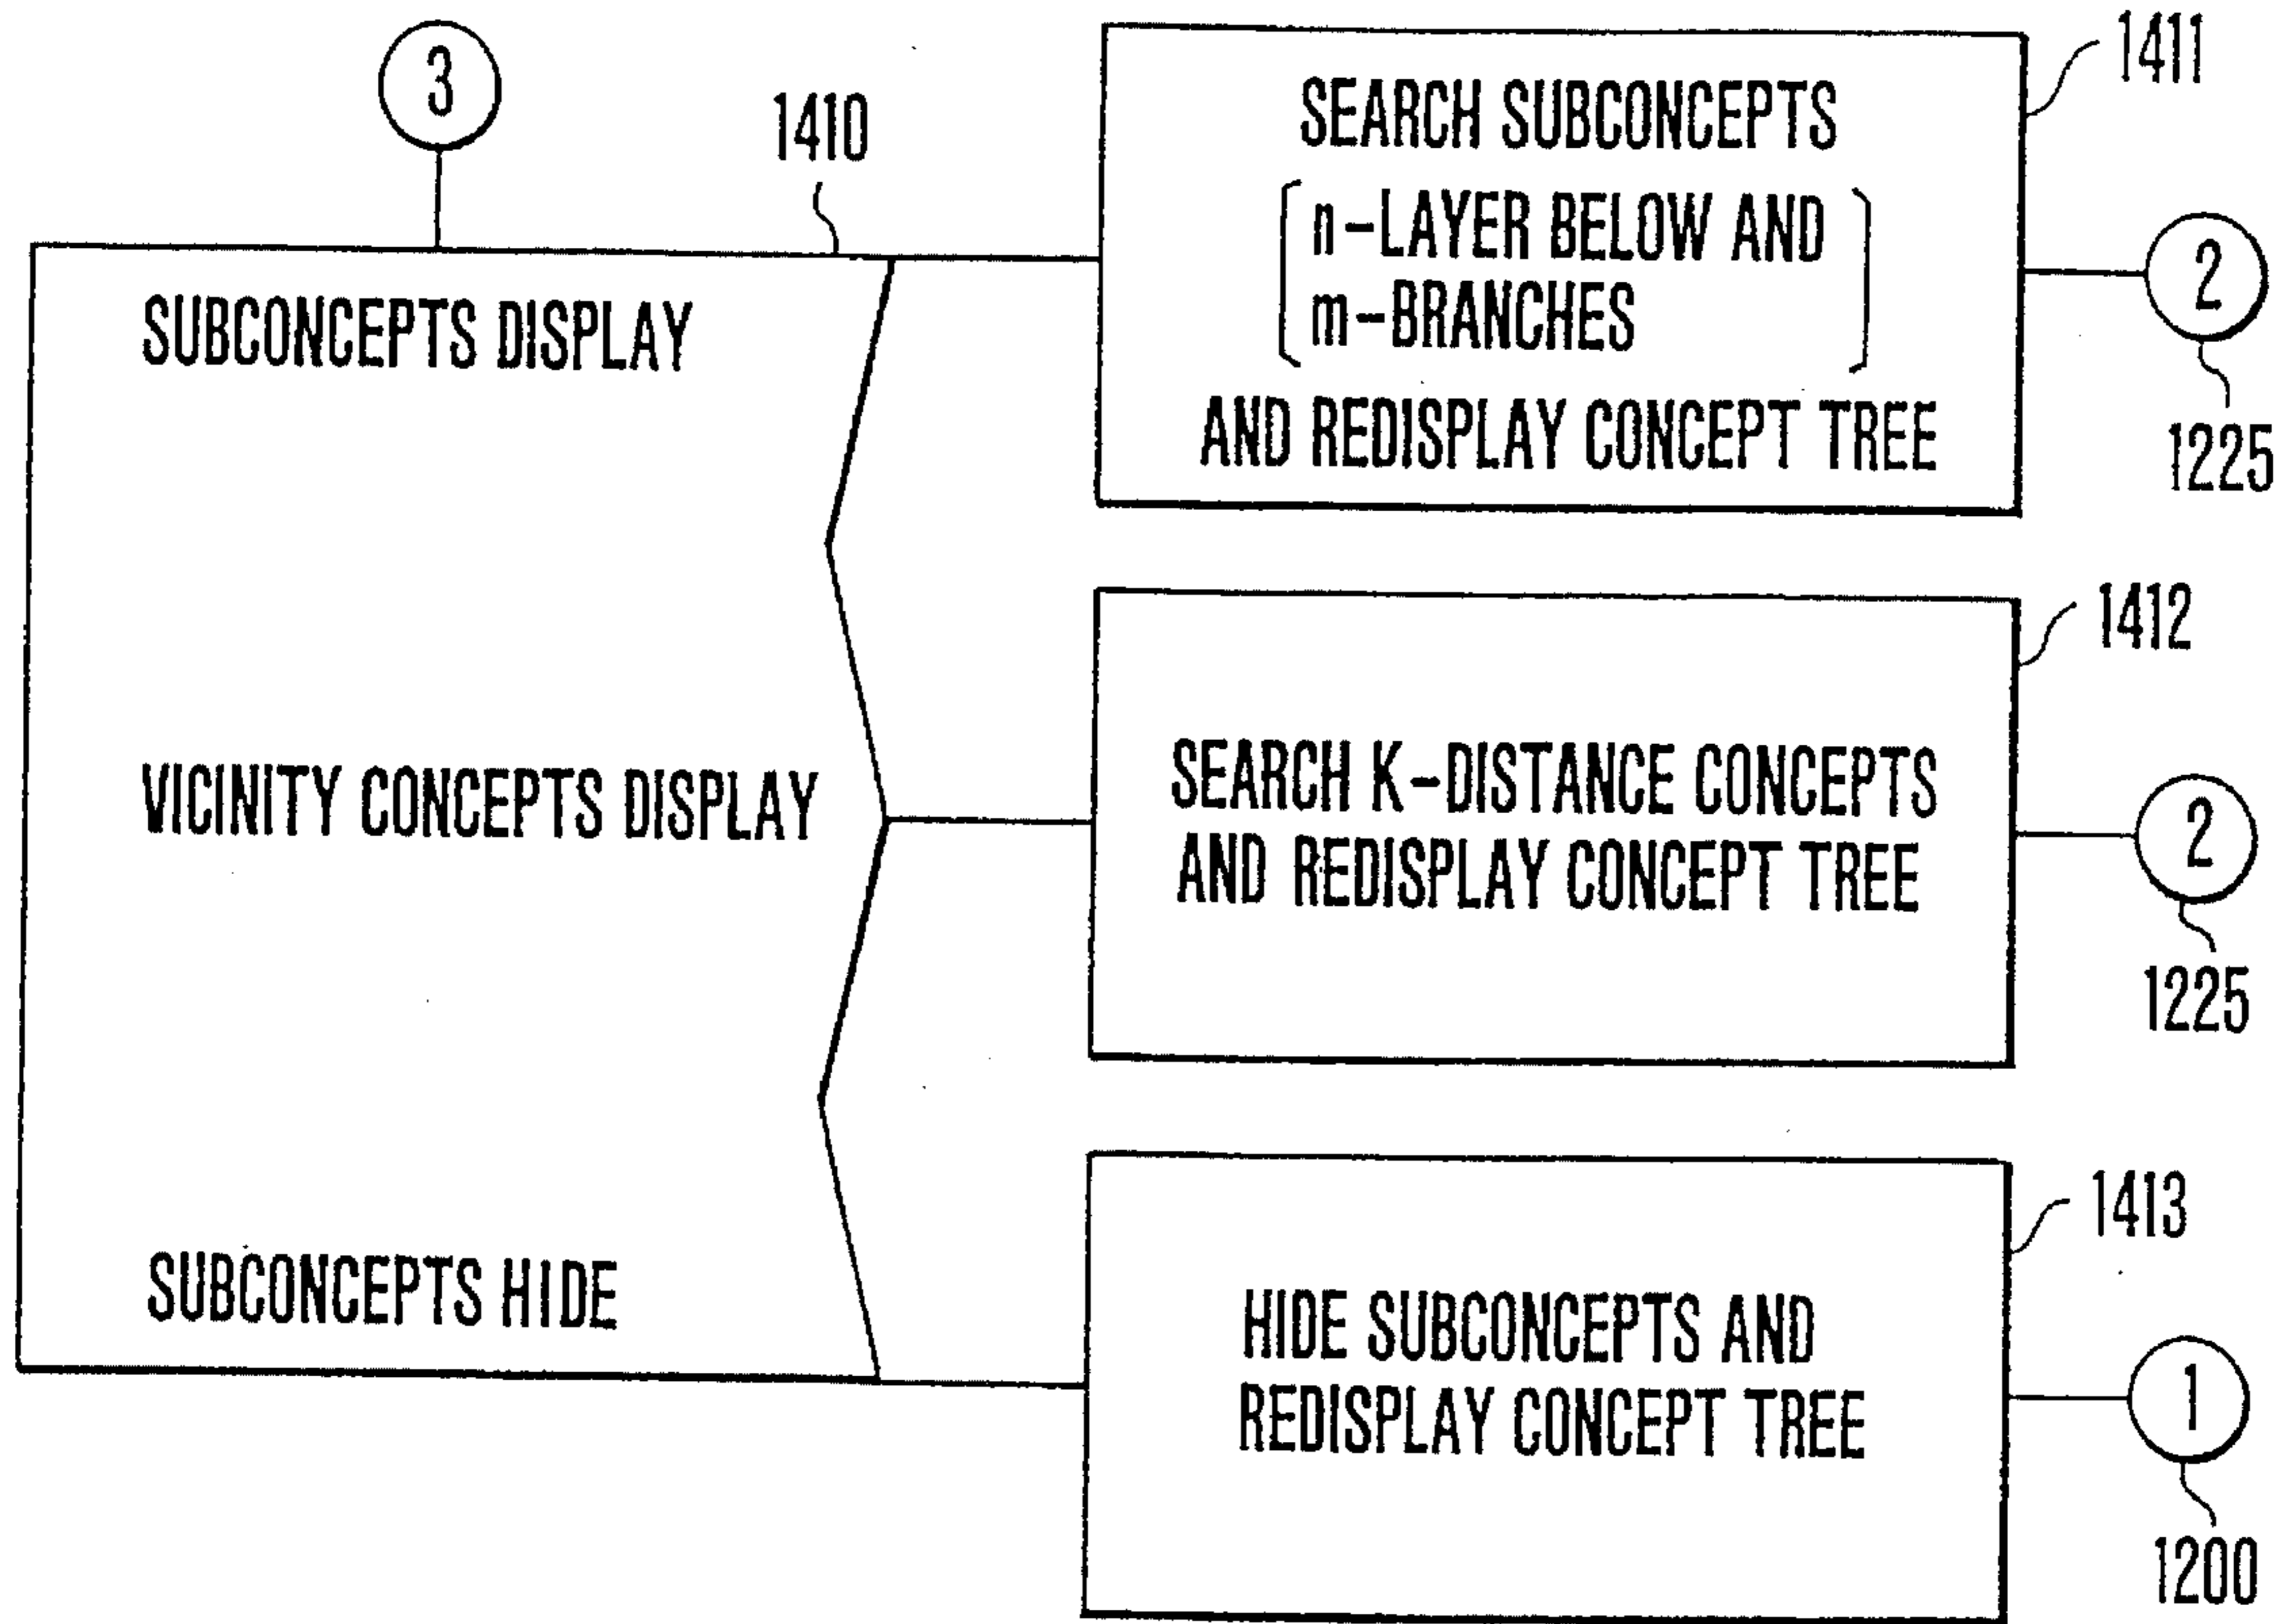 3
1410
SUBCONCEPTS DISPLAY
VICINITY CONCEPTS DISPLAY
SUBCONCEPTS HIDE
1411
SEARCH SUBCONCEPTS
n-LAYER BELOW AND
m-BRANCHES
AND REDISPLAY CONCEPT TREE
2
1225
1412
SEARCH K-DISTANCE CONCEPTS
AND REDISPLAY CONCEPT TREE
2
1225
1413
HIDE SUBCONCEPTS AND
REDISPLAY CONCEPT TREE
1
1200